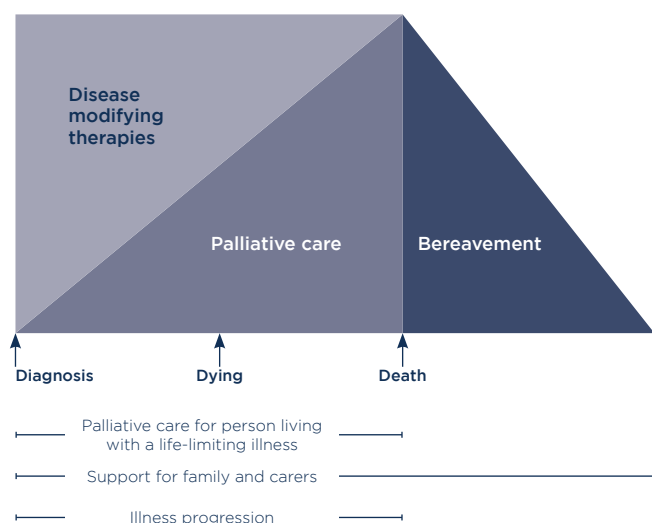 Disease
modifying
therapies
Palliative care
Bereavement
Diagnosis
Dying
Death
Palliative care for person living
with a life-limiting illness
Support for family and carers
Illness progression